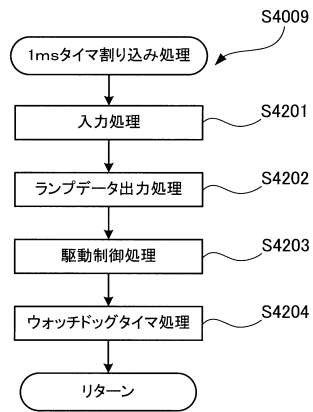 S4009
1msタイマ割り込み処理
入力処理
S4201
ランプデータ出力処理
S4202
駆動制御処理
S4203
ウォッチドッグタイマ処理
S4204
リターン